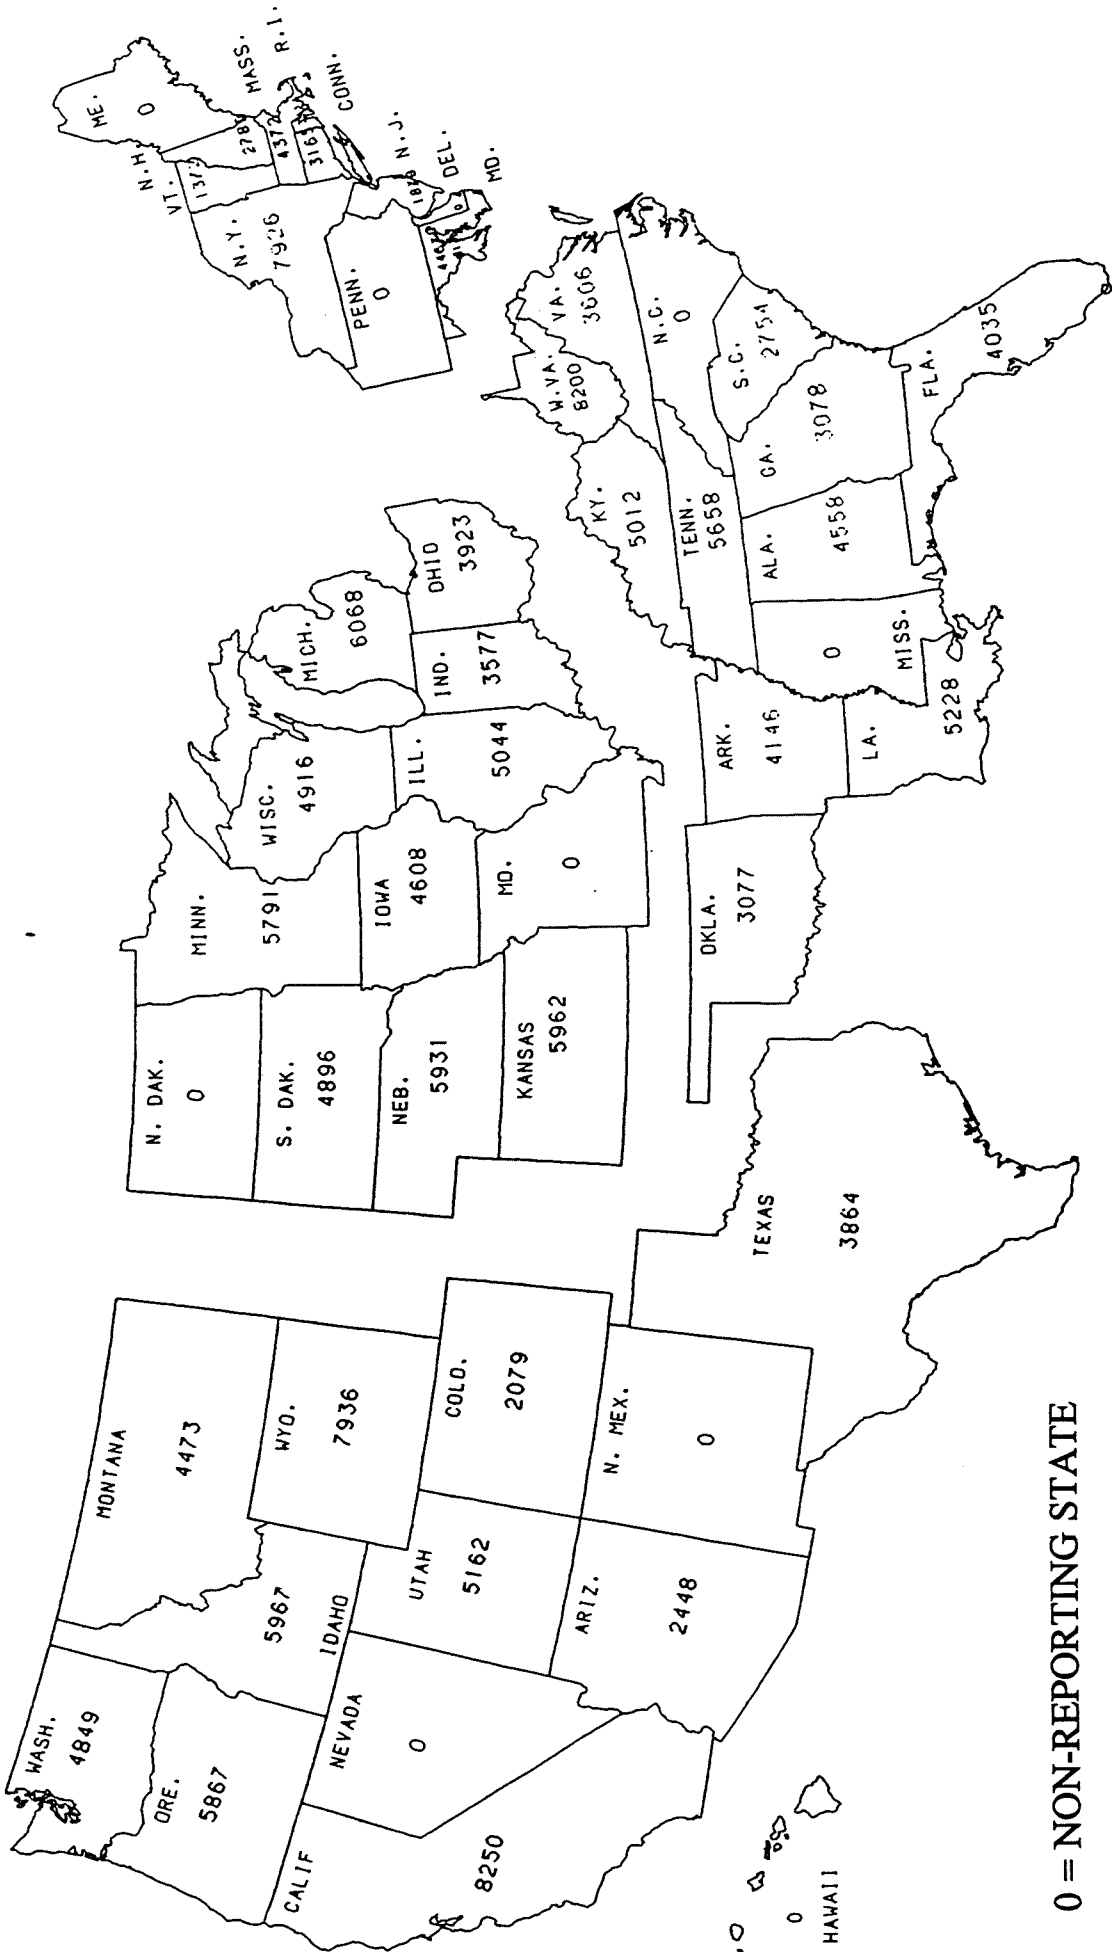 WASH.
4849
ORE.
5867
CALIF
8250
NEVADA
0
IDAHO
5967
MONTANA
4473
WYO.
7936
UTAH
5162
COLO.
2079
ARIZ.
2448
N. MEX.
0
HAWAII
0
N. DAK.
0
S. DAK.
4896
NEB.
5931
KANSAS
5962
MINN.
5791
IOWA
4608
MO.
0
WISC.
4916
ILL.
5044
MICH.
6068
IND.
3577
OHIO
3923
TEXAS
3864
OKLA.
3077
ARK.
4146
LA.
5228
MISS.
0
TENN.
5658
KY.
5012
ALA.
4558
GA.
3078
FLA.
4035
S.C.
2754
N.C.
0
VA.
3606
W.VA.
8200
ME.
0
N.H.
VT.
N.Y.
7926
MASS.
4372
R.I.
CONN.
3163
PENN.
0
N.J.
DEL.
0
MD.
0 = NON-REPORTING STATE